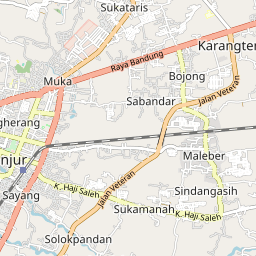 Sukataris
Karangten
Raya Bandung
Muka
Bojong
Sabandar
Jalan Veteran
gherang
njur
Maleber
K. Haji Saleh
Jalan Veteran
Sindangasih
Sayang
Sukamanah
K. Haji Saleh
Solokpandan